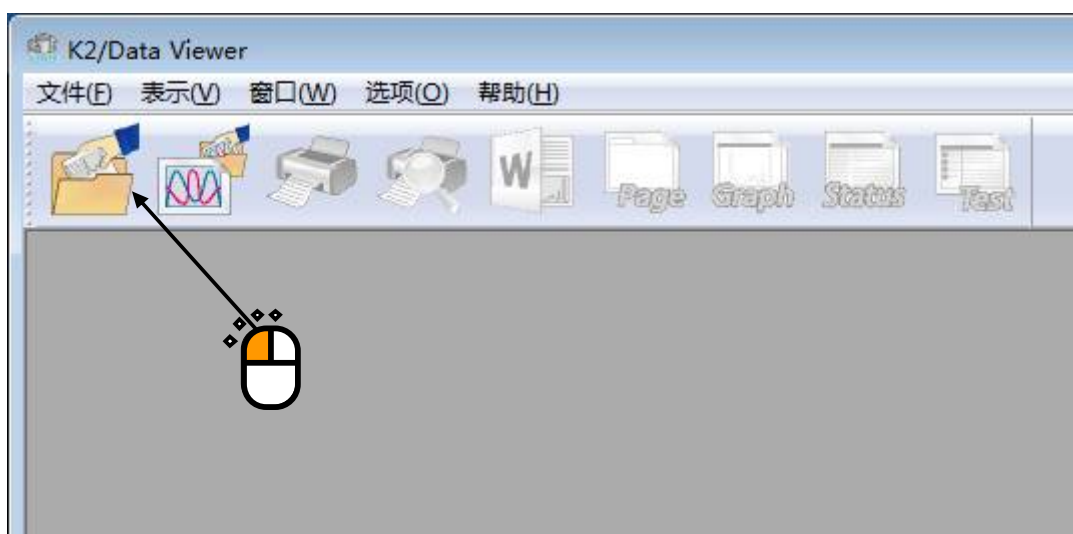 K2/Data Viewer
文件(F) 表示(V) 窗口(W) 选项(O) 帮助(H)
W Page Graph Status Test